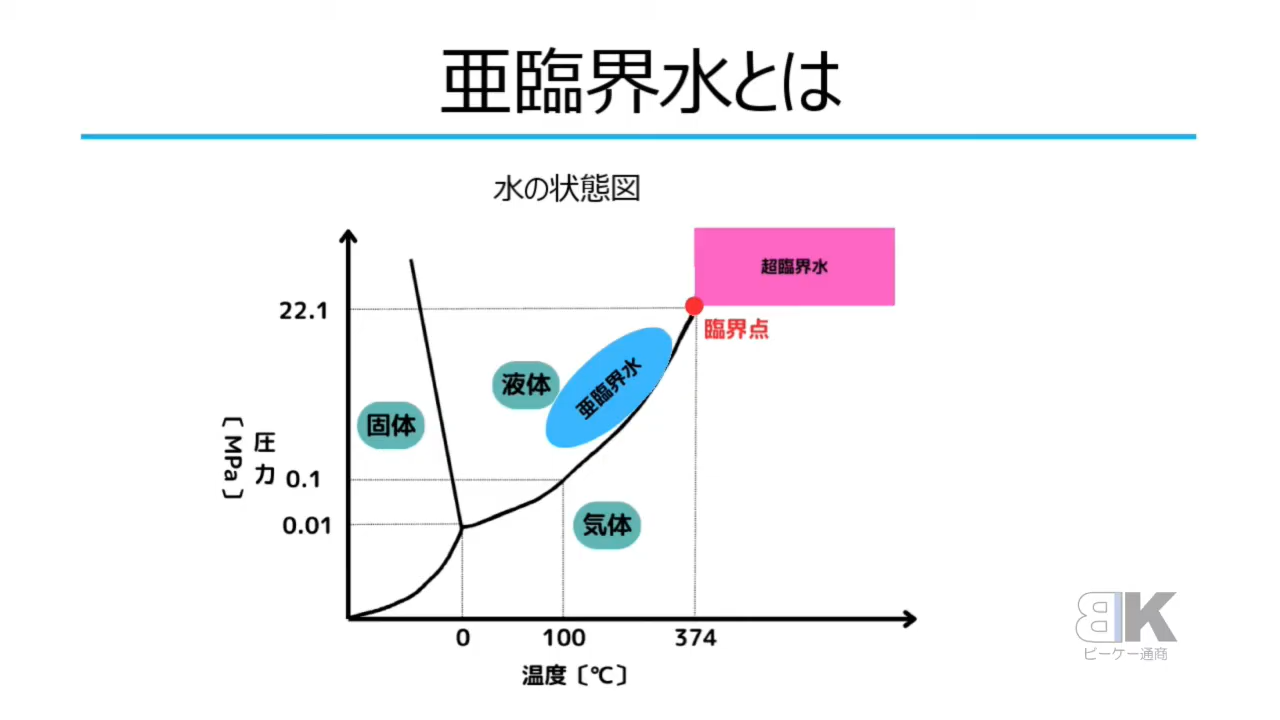 亜臨界水とは
水の状態図
超臨界水
22.1
臨界点
亜臨界水
液体
固体
圧力
〔MPa〕
0.1
0.01
気体
0
100
374
温度〔℃〕
BK
ビーケー通商